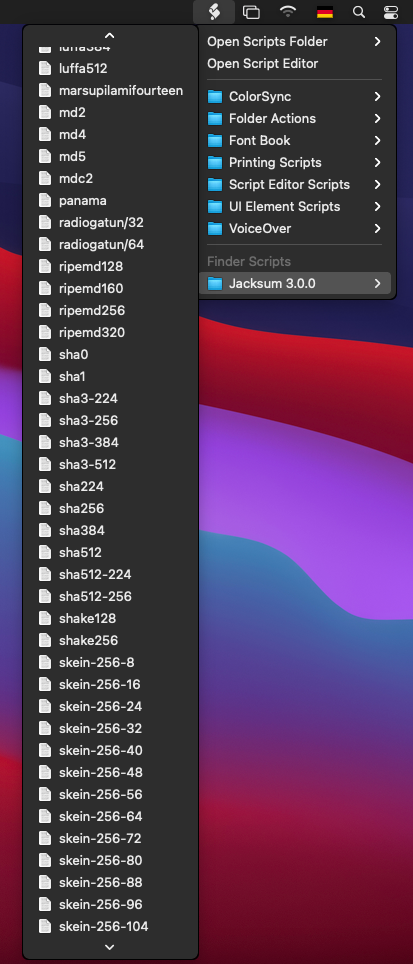 Open Scripts Folder
Open Script Editor
ColorSync
Folder Actions
Font Book
Printing Scripts
Script Editor Scripts
UI Element Scripts
VoiceOver
Finder Scripts
Jacksum 3.0.0
luffa384
luffa512
marsupilamifourteen
md2
md4
md5
mdc2
panama
radiogatun/32
radiogatun/64
ripemd128
ripemd160
ripemd256
ripemd320
sha0
sha1
sha3-224
sha3-256
sha3-384
sha3-512
sha224
sha256
sha384
sha512
sha512-224
sha512-256
shake128
shake256
skein-256-8
skein-256-16
skein-256-24
skein-256-32
skein-256-40
skein-256-48
skein-256-56
skein-256-64
skein-256-72
skein-256-80
skein-256-88
skein-256-96
skein-256-104